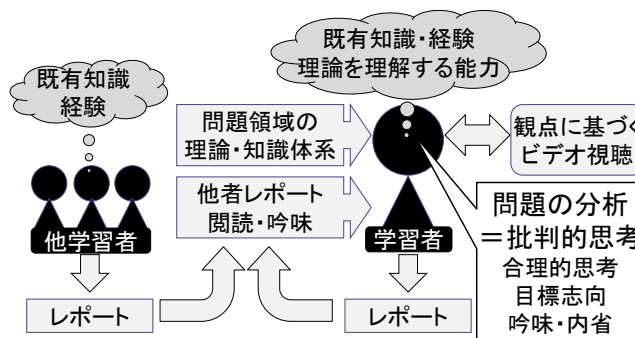 既有知識
経験
既有知識・経験
理論を理解する能力
問題領域の
理論・知識体系
観点に基づく
ビデオ視聴
他者レポート
閲読・吟味
他学習者
学習者
問題の分析
＝批判的思考
合理的思考
目標志向
吟味・内省
レポート
レポート